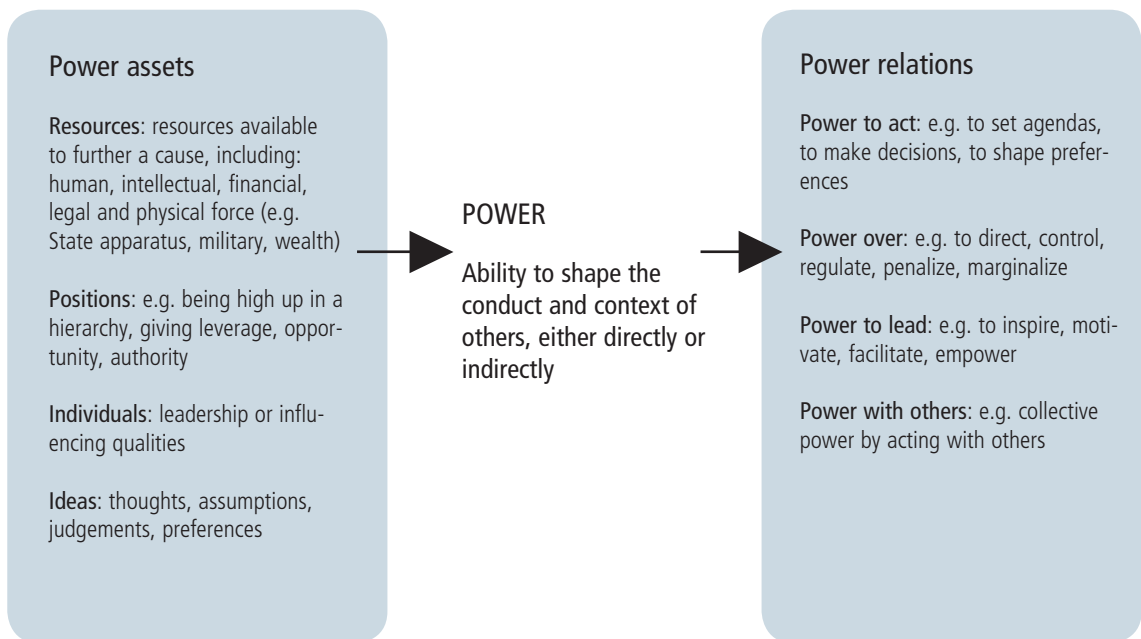 Power assets
Resources: resources available
to further a cause, including:
human, intellectual, financial,
legal and physical force (e.g.
State apparatus, military, wealth)
Positions: e.g. being high up in a
hierarchy, giving leverage, oppor-
tunity, authority
Individuals: leadership or influ-
encing qualities
Ideas: thoughts, assumptions,
judgements, preferences
POWER
Ability to shape the
conduct and context of
others, either directly or
indirectly
Power relations
Power to act: e.g. to set agendas,
to make decisions, to shape prefer-
ences
Power over: e.g. to direct, control,
regulate, penalize, marginalize
Power to lead: e.g. to inspire, moti-
vate, facilitate, empower
Power with others: e.g. collective
power by acting with others